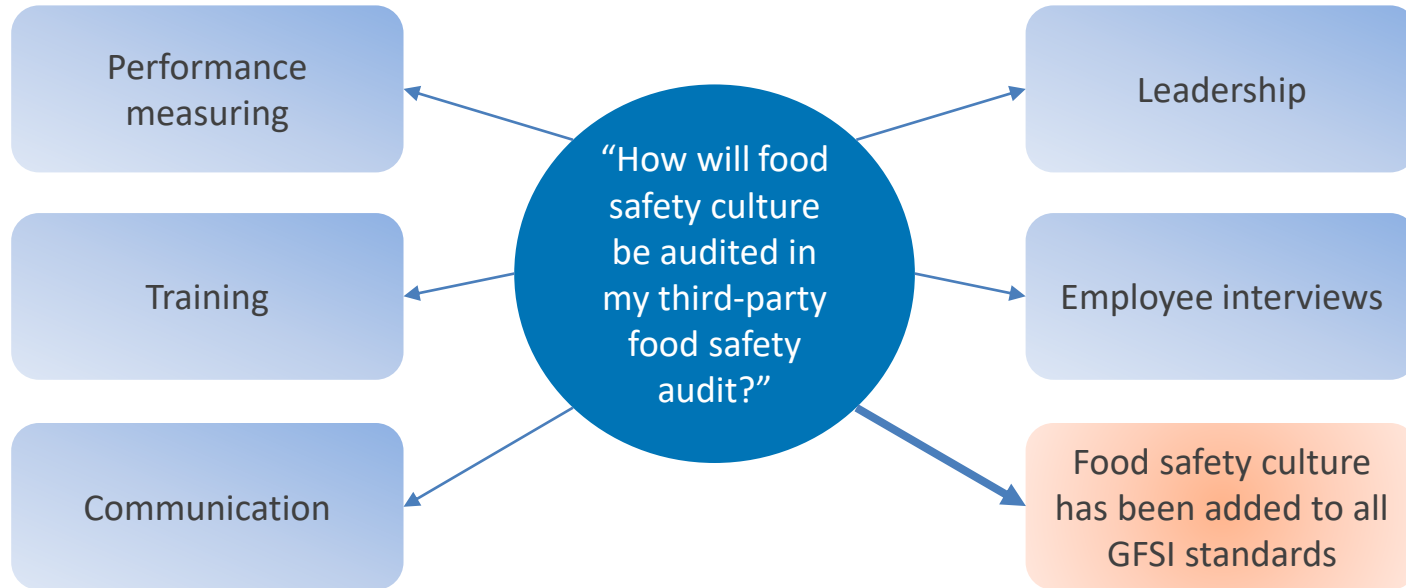 Performance
measuring
Training
Communication
“How will food
safety culture
be audited in
my third-party
food safety
audit?”
Leadership
Employee interviews
Food safety culture
has been added to all
GFSI standards